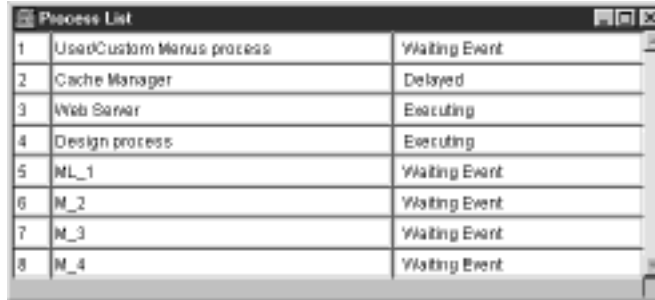 Process List
1 User/Custom Menus process Waiting Event
2 Cache Manager Delayed
3 Web Server Executing
4 Design process Executing
5 ML_1 Waiting Event
6 M_2 Waiting Event
7 M_3 Waiting Event
8 M_4 Waiting Event